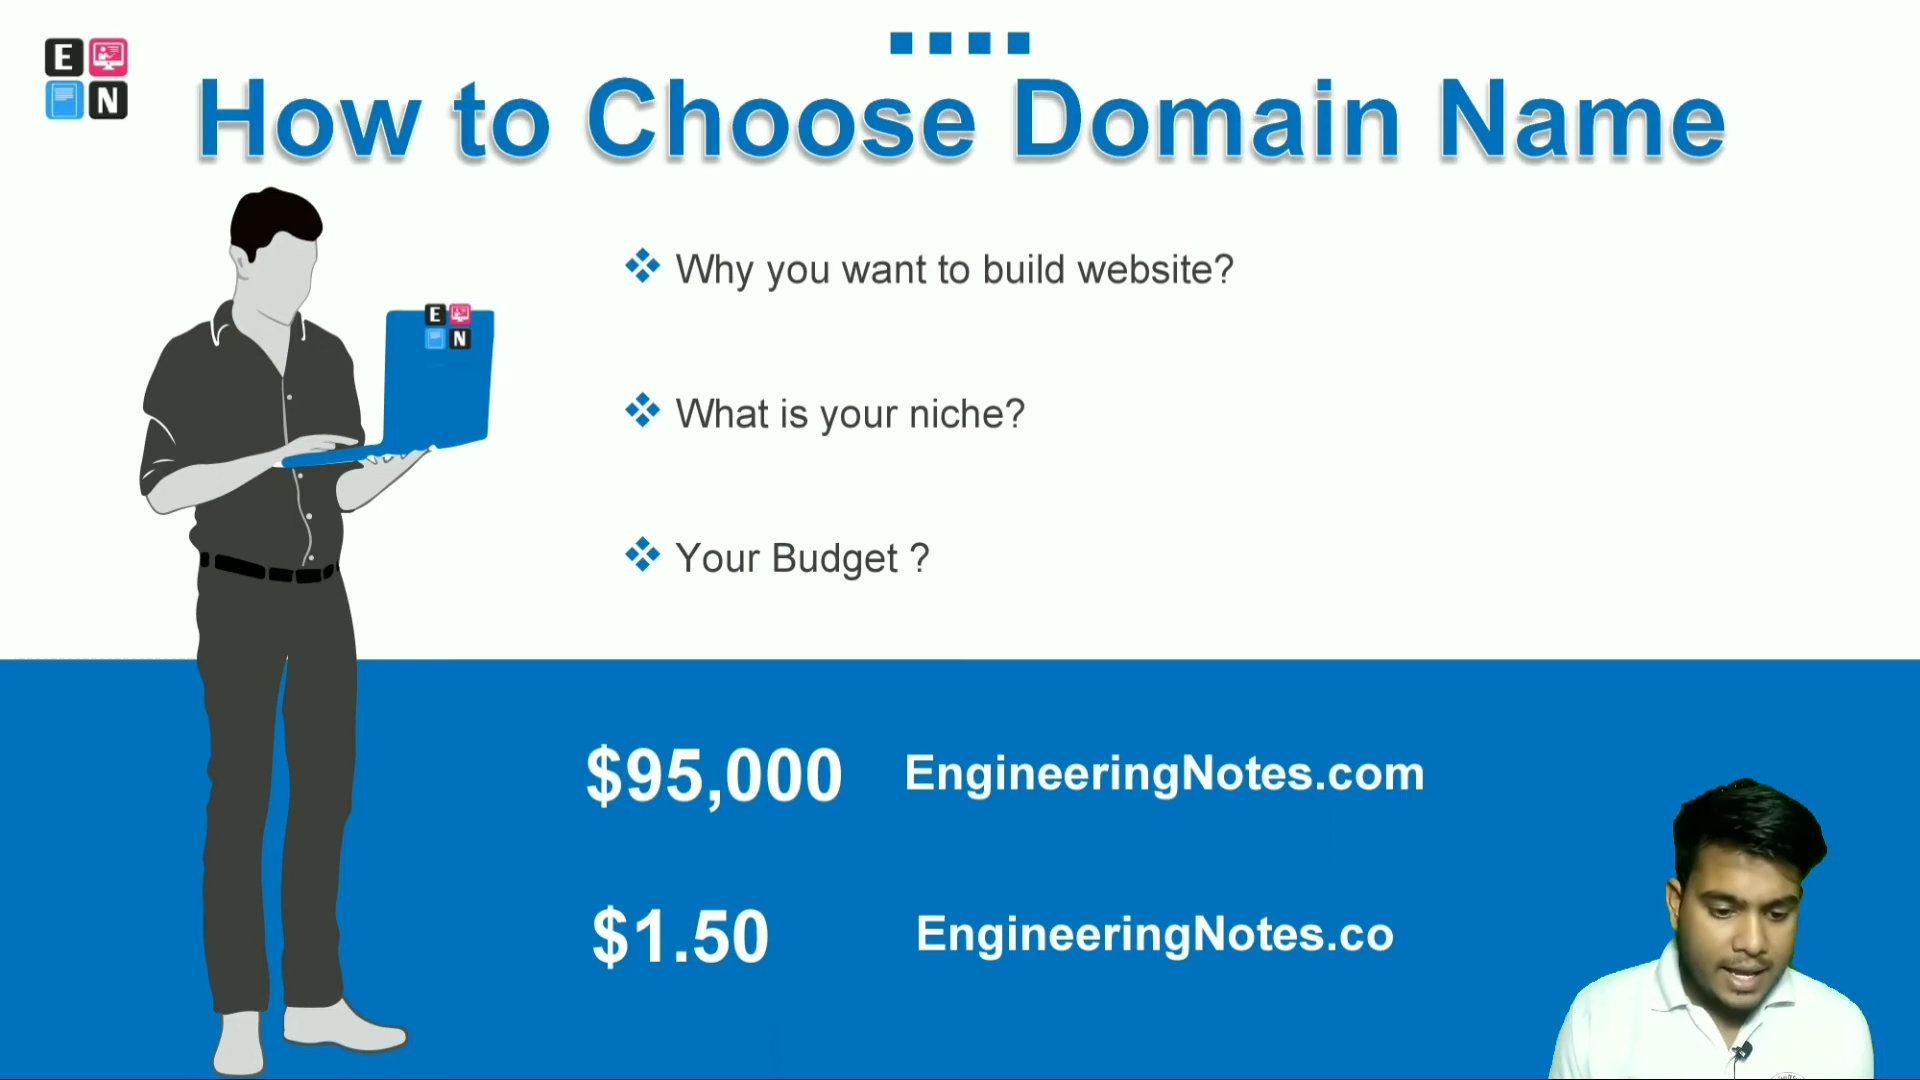 E
N
How to Choose Domain Name
Why you want to build website?
E
N
What is your niche?
Your Budget ?
$95,000 EngineeringNotes.com
$1.50 EngineeringNotes.co